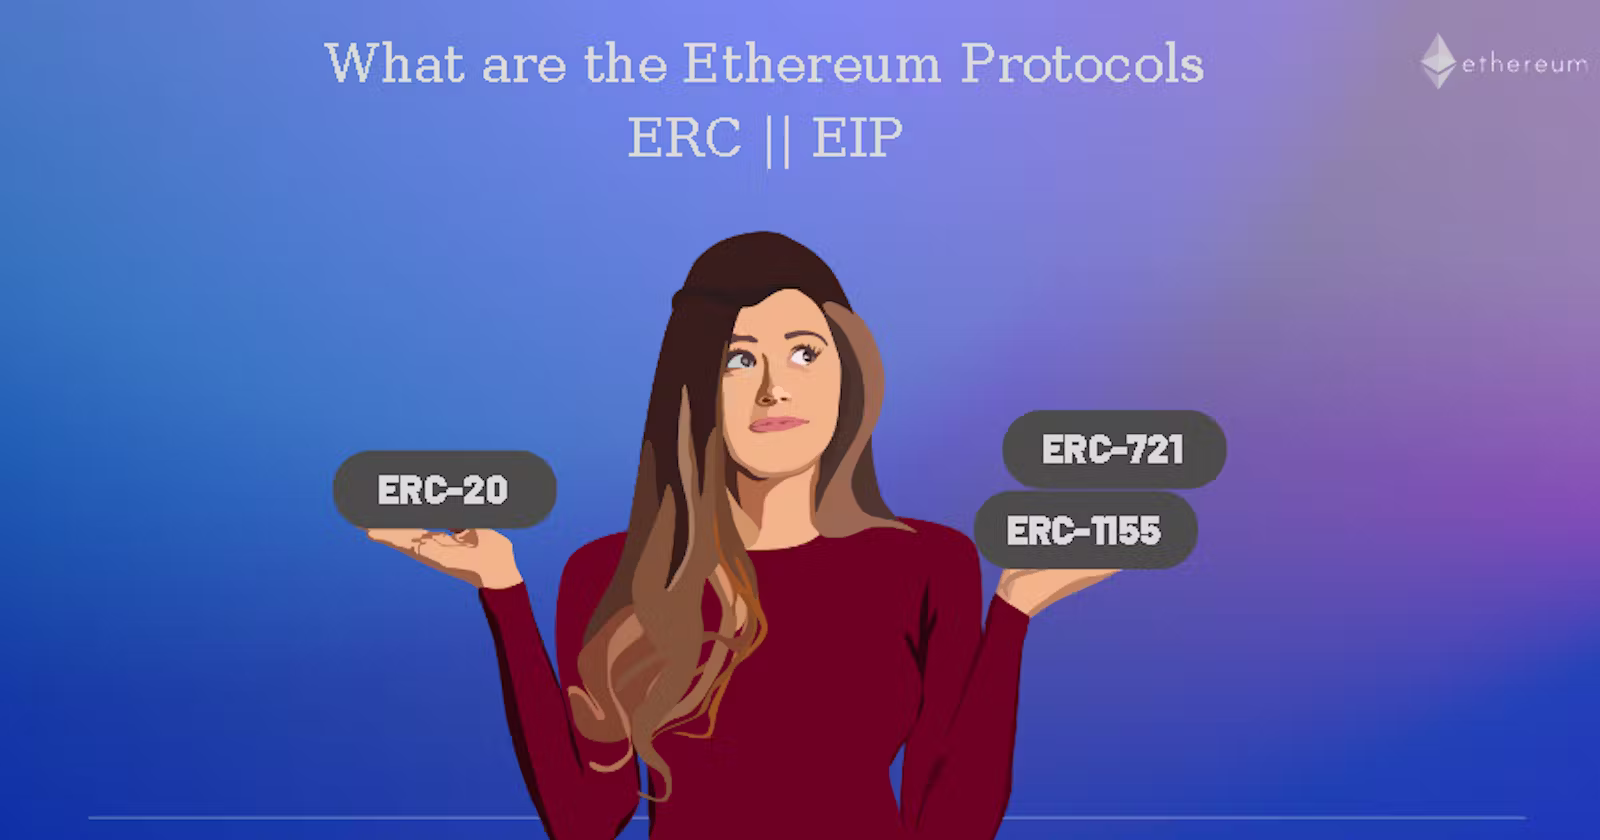 What are the Ethereum Protocols
ERC || EIP
ethereum
ERC-20
ERC-721
ERC-1155